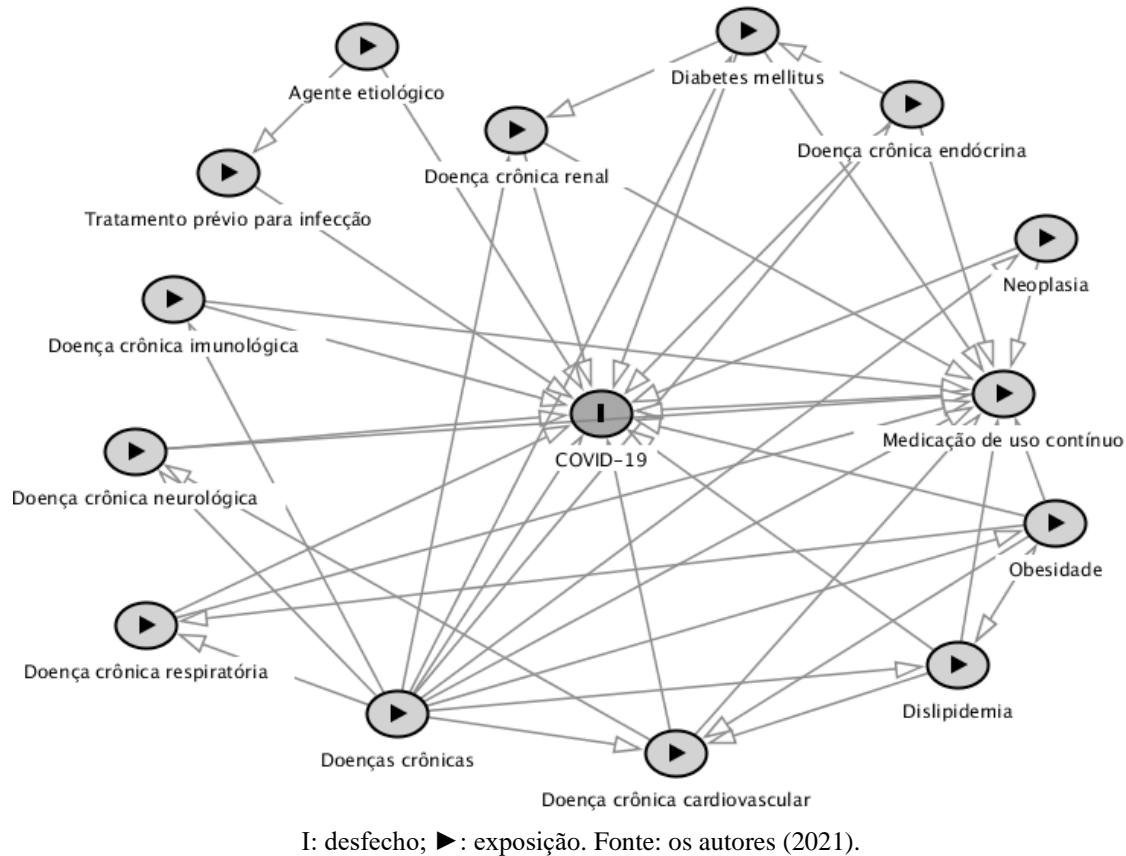 Agente etiológico
Diabetes mellitus
Doença crônica endócrina
Doença crônica renal
Tratamento prévio para infecção
Neoplasia
Doença crônica imunológica
I
Medicação de uso contínuo
COVID-19
Doença crônica neurológica
Obesidade
Doença crônica respiratória
Dislipidemia
Doenças crônicas
Doença crônica cardiovascular
I: desfecho; ►: exposição. Fonte: os autores (2021).